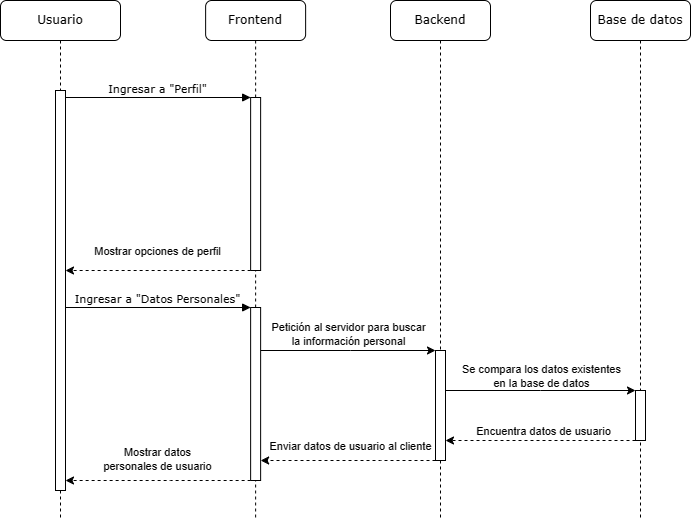 Usuario
Frontend
Backend
Base de datos
Ingresar a "Perfil"
Mostrar opciones de perfil
Ingresar a "Datos Personales"
Petición al servidor para buscar
la información personal
Se compara los datos existentes
en la base de datos
Encuentra datos de usuario
Enviar datos de usuario al cliente
Mostrar datos
personales de usuario